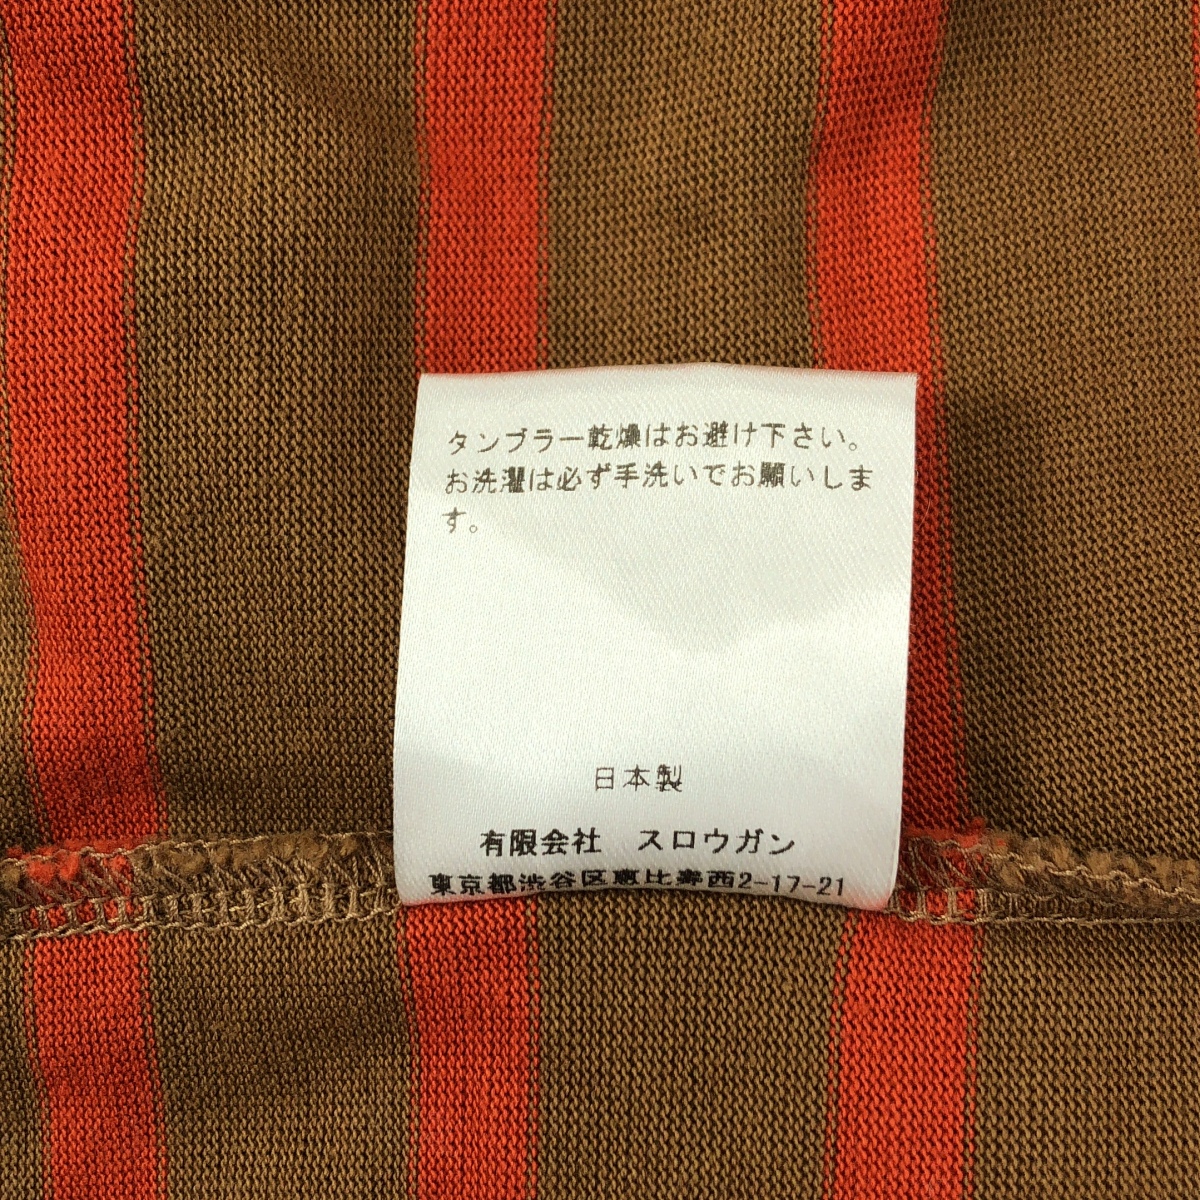 タンブラー乾燥はお避け下さい。
お洗濯は必ず手洗いでお願いしま
す。
日本製
有限会社　スロウガン
東京都渋谷区恵比寿西2-17-21